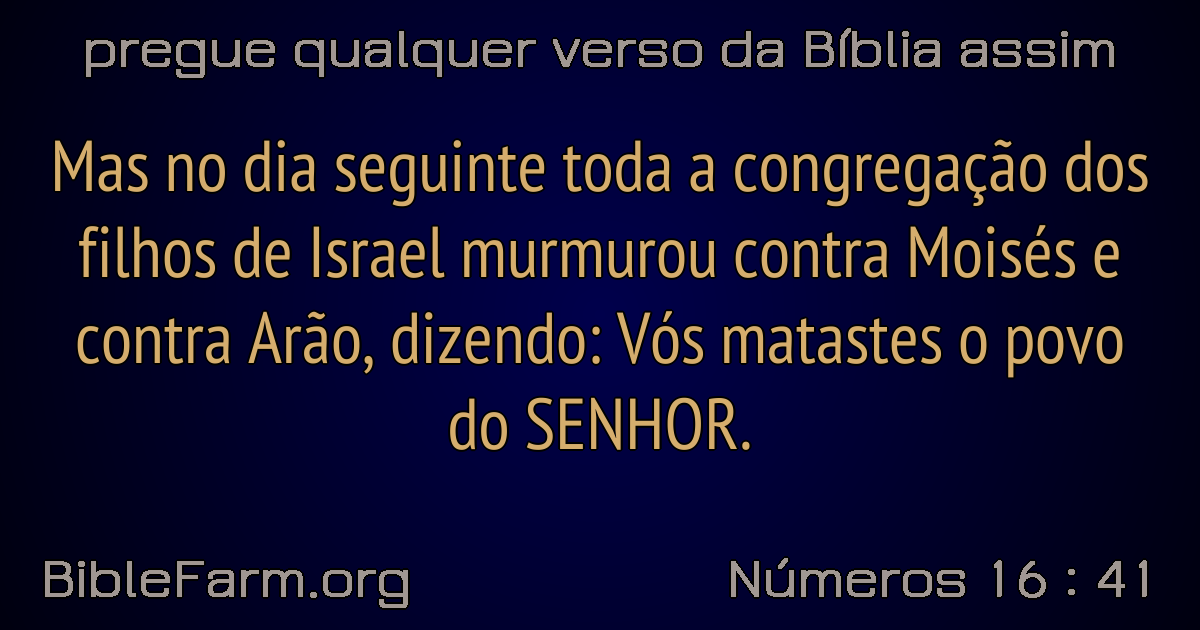 pregue qualquer verso da Bíblia assim
Mas no dia seguinte toda a congregação dos
filhos de Israel murmurou contra Moisés e
contra Arão, dizendo: Vós matastes o povo
do SENHOR.
BibleFarm.org
Números 16 : 41